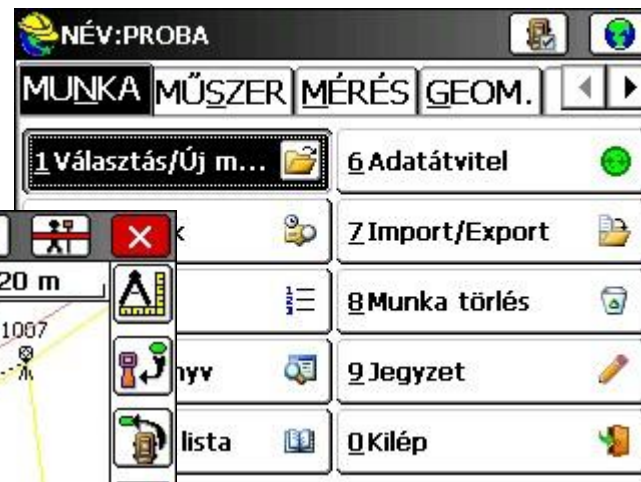 NÉV:PROBA
MUNKA MŰSZER MÉRÉS GEOM.
1 Választás/Új m...
6 Adatátvitel
7 Import/Export
20 m
8 Munka törlés
1007
nyv
9 Jegyzet
lista
0 Kilép